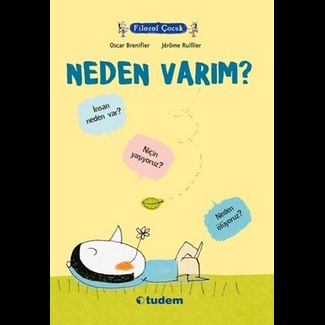 Filozof Çocuk
Oscar Brenifier Jérôme Ruillier
NEDEN VARIM?
İnsan
neden var?
Niçin
yaşıyoruz?
Neden
ölüyoruz?
tudem